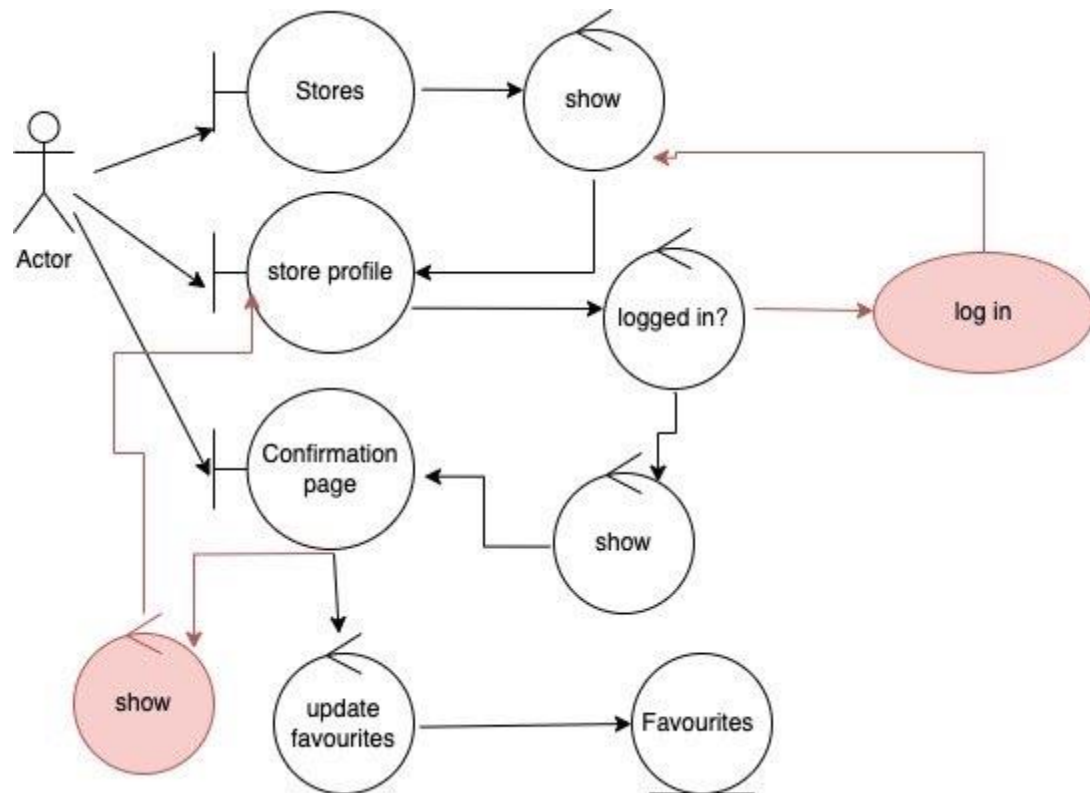 Stores
show
Actor
store profile
logged in?
log in
Confirmation
page
show
show
update
favourites
Favourites